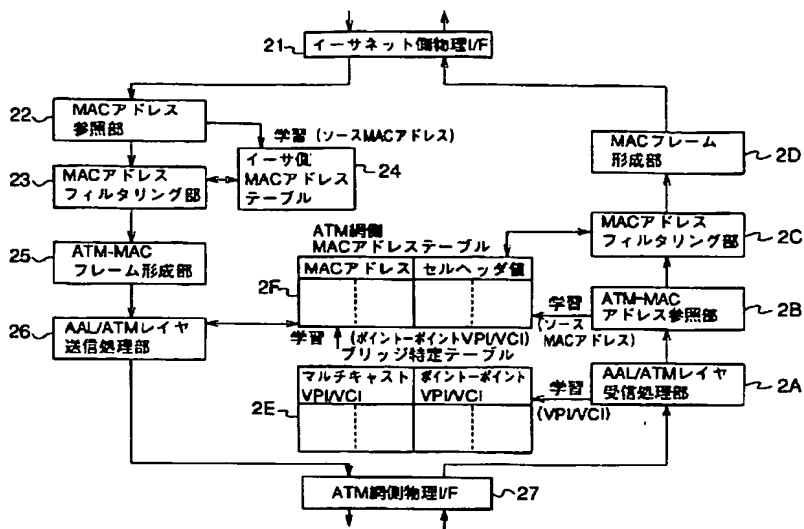 21 イーサネット側物理I/F
22 MACアドレス
参照部
学習 (ソースMACアドレス)
23 MACアドレス
フィルタリング部
イーサ側
MACアドレス
テーブル
24
25 ATM-MAC
フレーム形成部
26 AAL/ATMレイヤ
送信処理部
MACフレーム
形成部
2D
MACアドレス
フィルタリング部
2C
ATM網側
MACアドレステーブル
MACアドレス セルヘッダ値
2F
学習
(ソース
MACアドレス)
ATM-MAC
アドレス参照部
2B
学習 (ポイントーポイントVPI/VCI)
ブリッジ特定テーブル
マルチキャスト
VPI/VCI
ポイントーポイント
VPI/VCI
2E
学習
(VPI/VCI)
AAL/ATMレイヤ
受信処理部
2A
ATM網側物理I/F 27